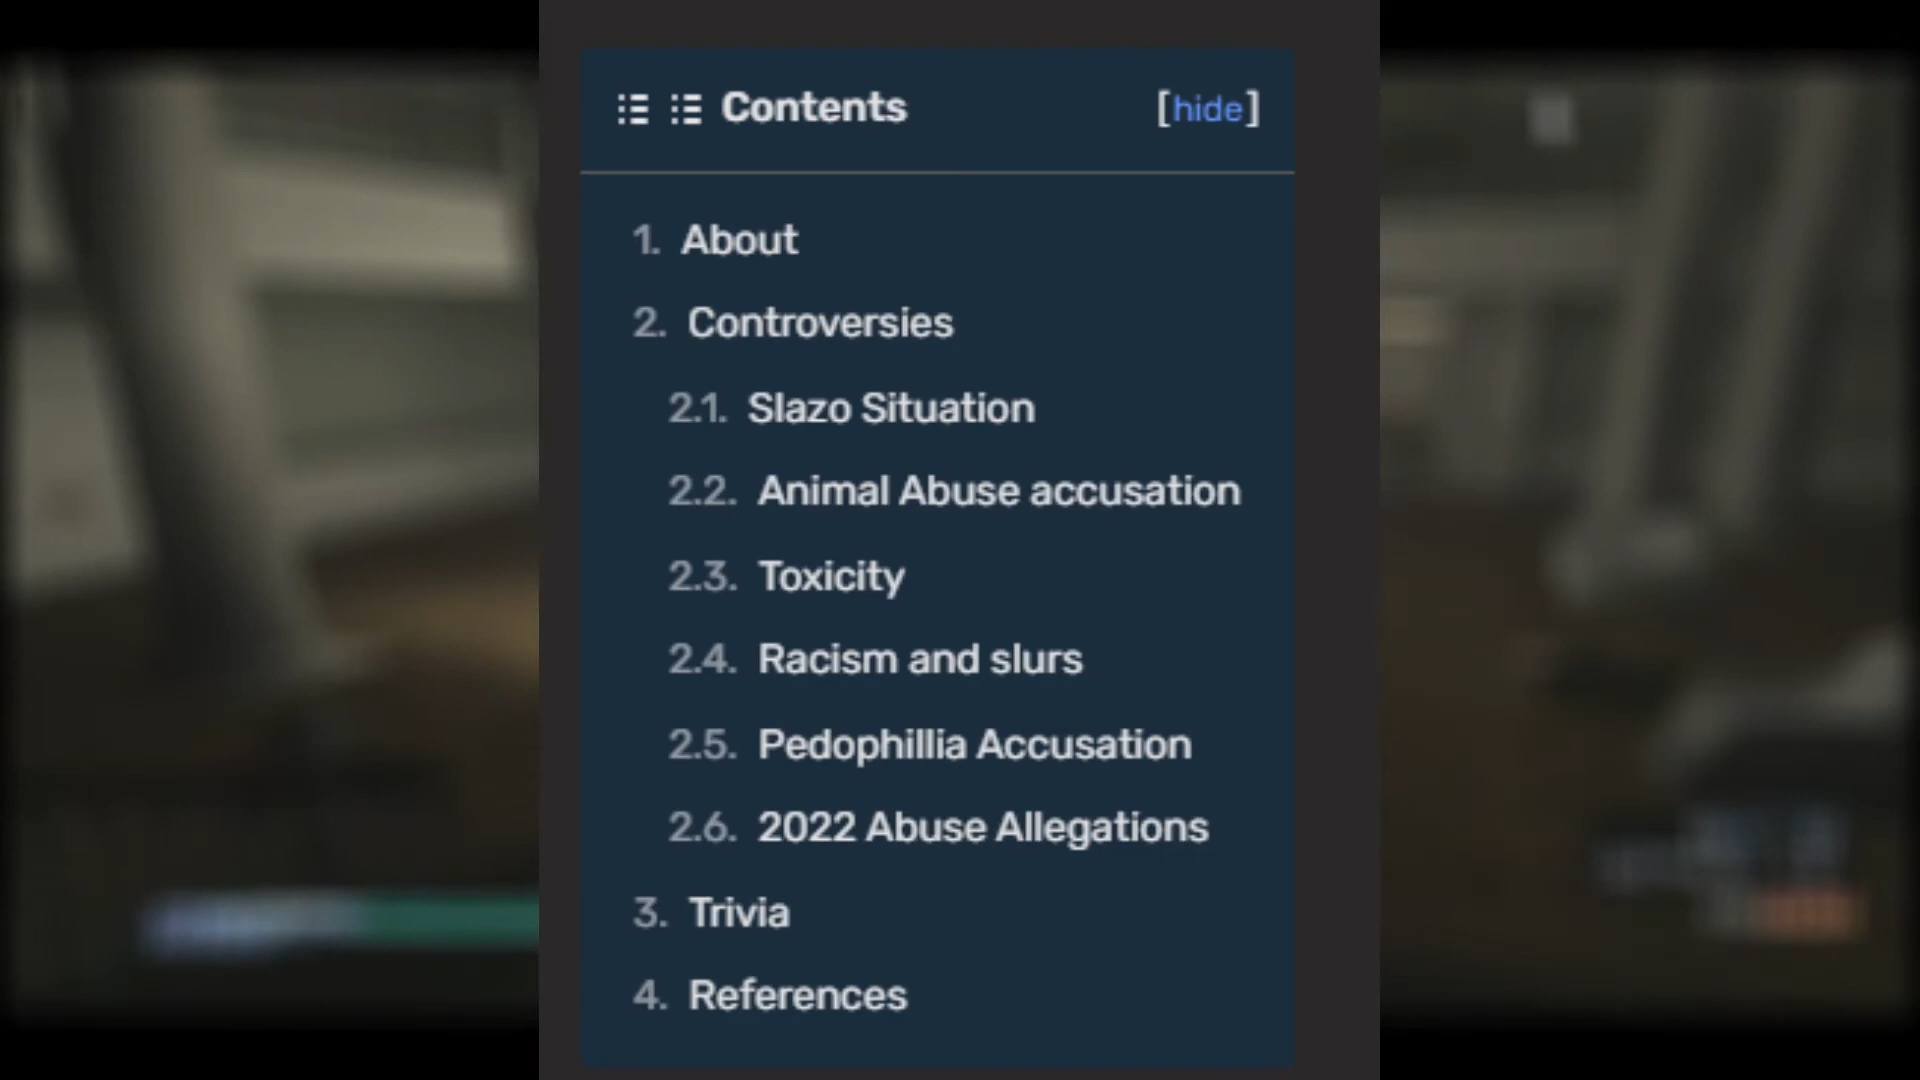 Contents [hide]
1. About
2. Controversies
2.1. Slazo Situation
2.2. Animal Abuse accusation
2.3. Toxicity
2.4. Racism and slurs
2.5. Pedophillia Accusation
2.6. 2022 Abuse Allegations
3. Trivia
4. References